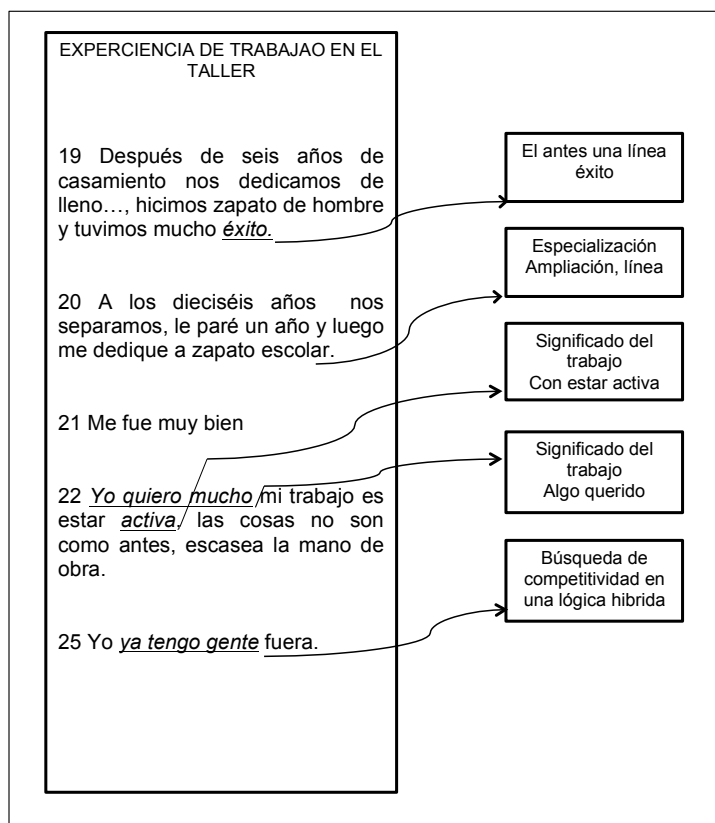 EXPERCIENCIA DE TRABAJAO EN EL
TALLER
19 Después de seis años de
casamiento nos dedicamos de
lleno…, hicimos zapato de hombre
y tuvimos mucho éxito.
20 A los dieciséis años nos
separamos, le paré un año y luego
me dedique a zapato escolar.
21 Me fue muy bien
22 Yo quiero mucho mi trabajo es
estar activa, las cosas no son
como antes, escasea la mano de
obra.
25 Yo ya tengo gente fuera.
El antes una línea
éxito
Especialización
Ampliación, línea
Significado del
trabajo
Con estar activa
Significado del
trabajo
Algo querido
Búsqueda de
competitividad en
una lógica hibrida